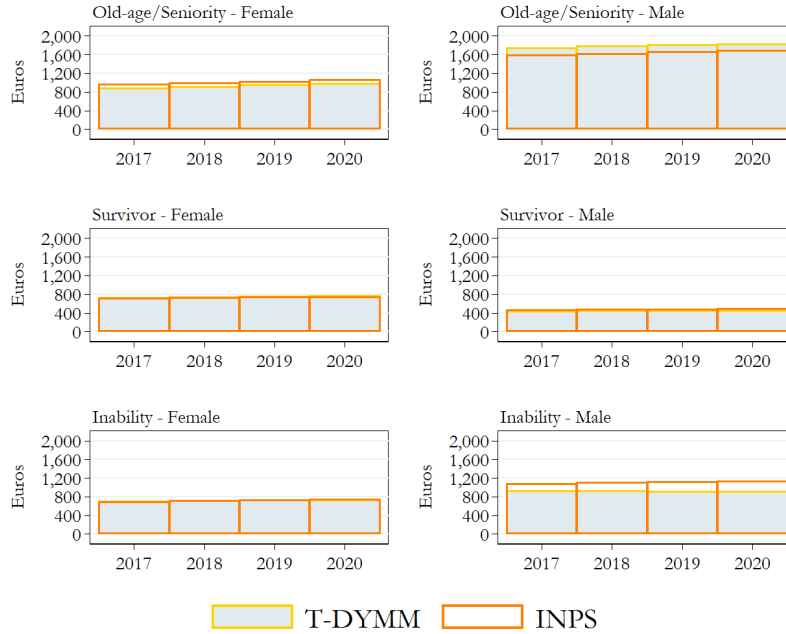 Old-age/Seniority - Female
Old-age/Seniority - Male
Euros
2,000
1,600
1,200
800
400
0
2017 2018 2019 2020
Euros
2,000
1,600
1,200
800
400
0
2017 2018 2019 2020
Survivor - Female
Survivor - Male
Euros
2,000
1,600
1,200
800
400
0
2017 2018 2019 2020
Euros
2,000
1,600
1,200
800
400
0
2017 2018 2019 2020
Inability - Female
Inability - Male
Euros
2,000
1,600
1,200
800
400
0
2017 2018 2019 2020
Euros
2,000
1,600
1,200
800
400
0
2017 2018 2019 2020
T-DYMM INPS